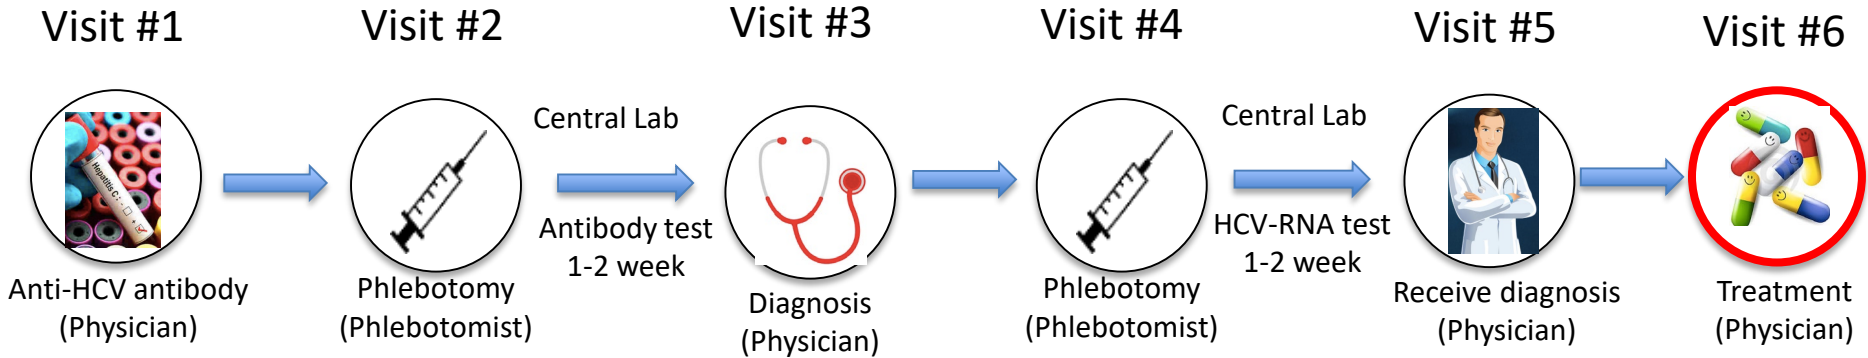 Visit #1
Visit #2
Visit #3
Visit #4
Visit #5
Visit #6
Hepatitis C: - □ + ☑
Central Lab
Central Lab
Antibody test
1-2 week
HCV-RNA test
1-2 week
Anti-HCV antibody
(Physician)
Phlebotomy
(Phlebotomist)
Diagnosis
(Physician)
Phlebotomy
(Phlebotomist)
Receive diagnosis
(Physician)
Treatment
(Physician)